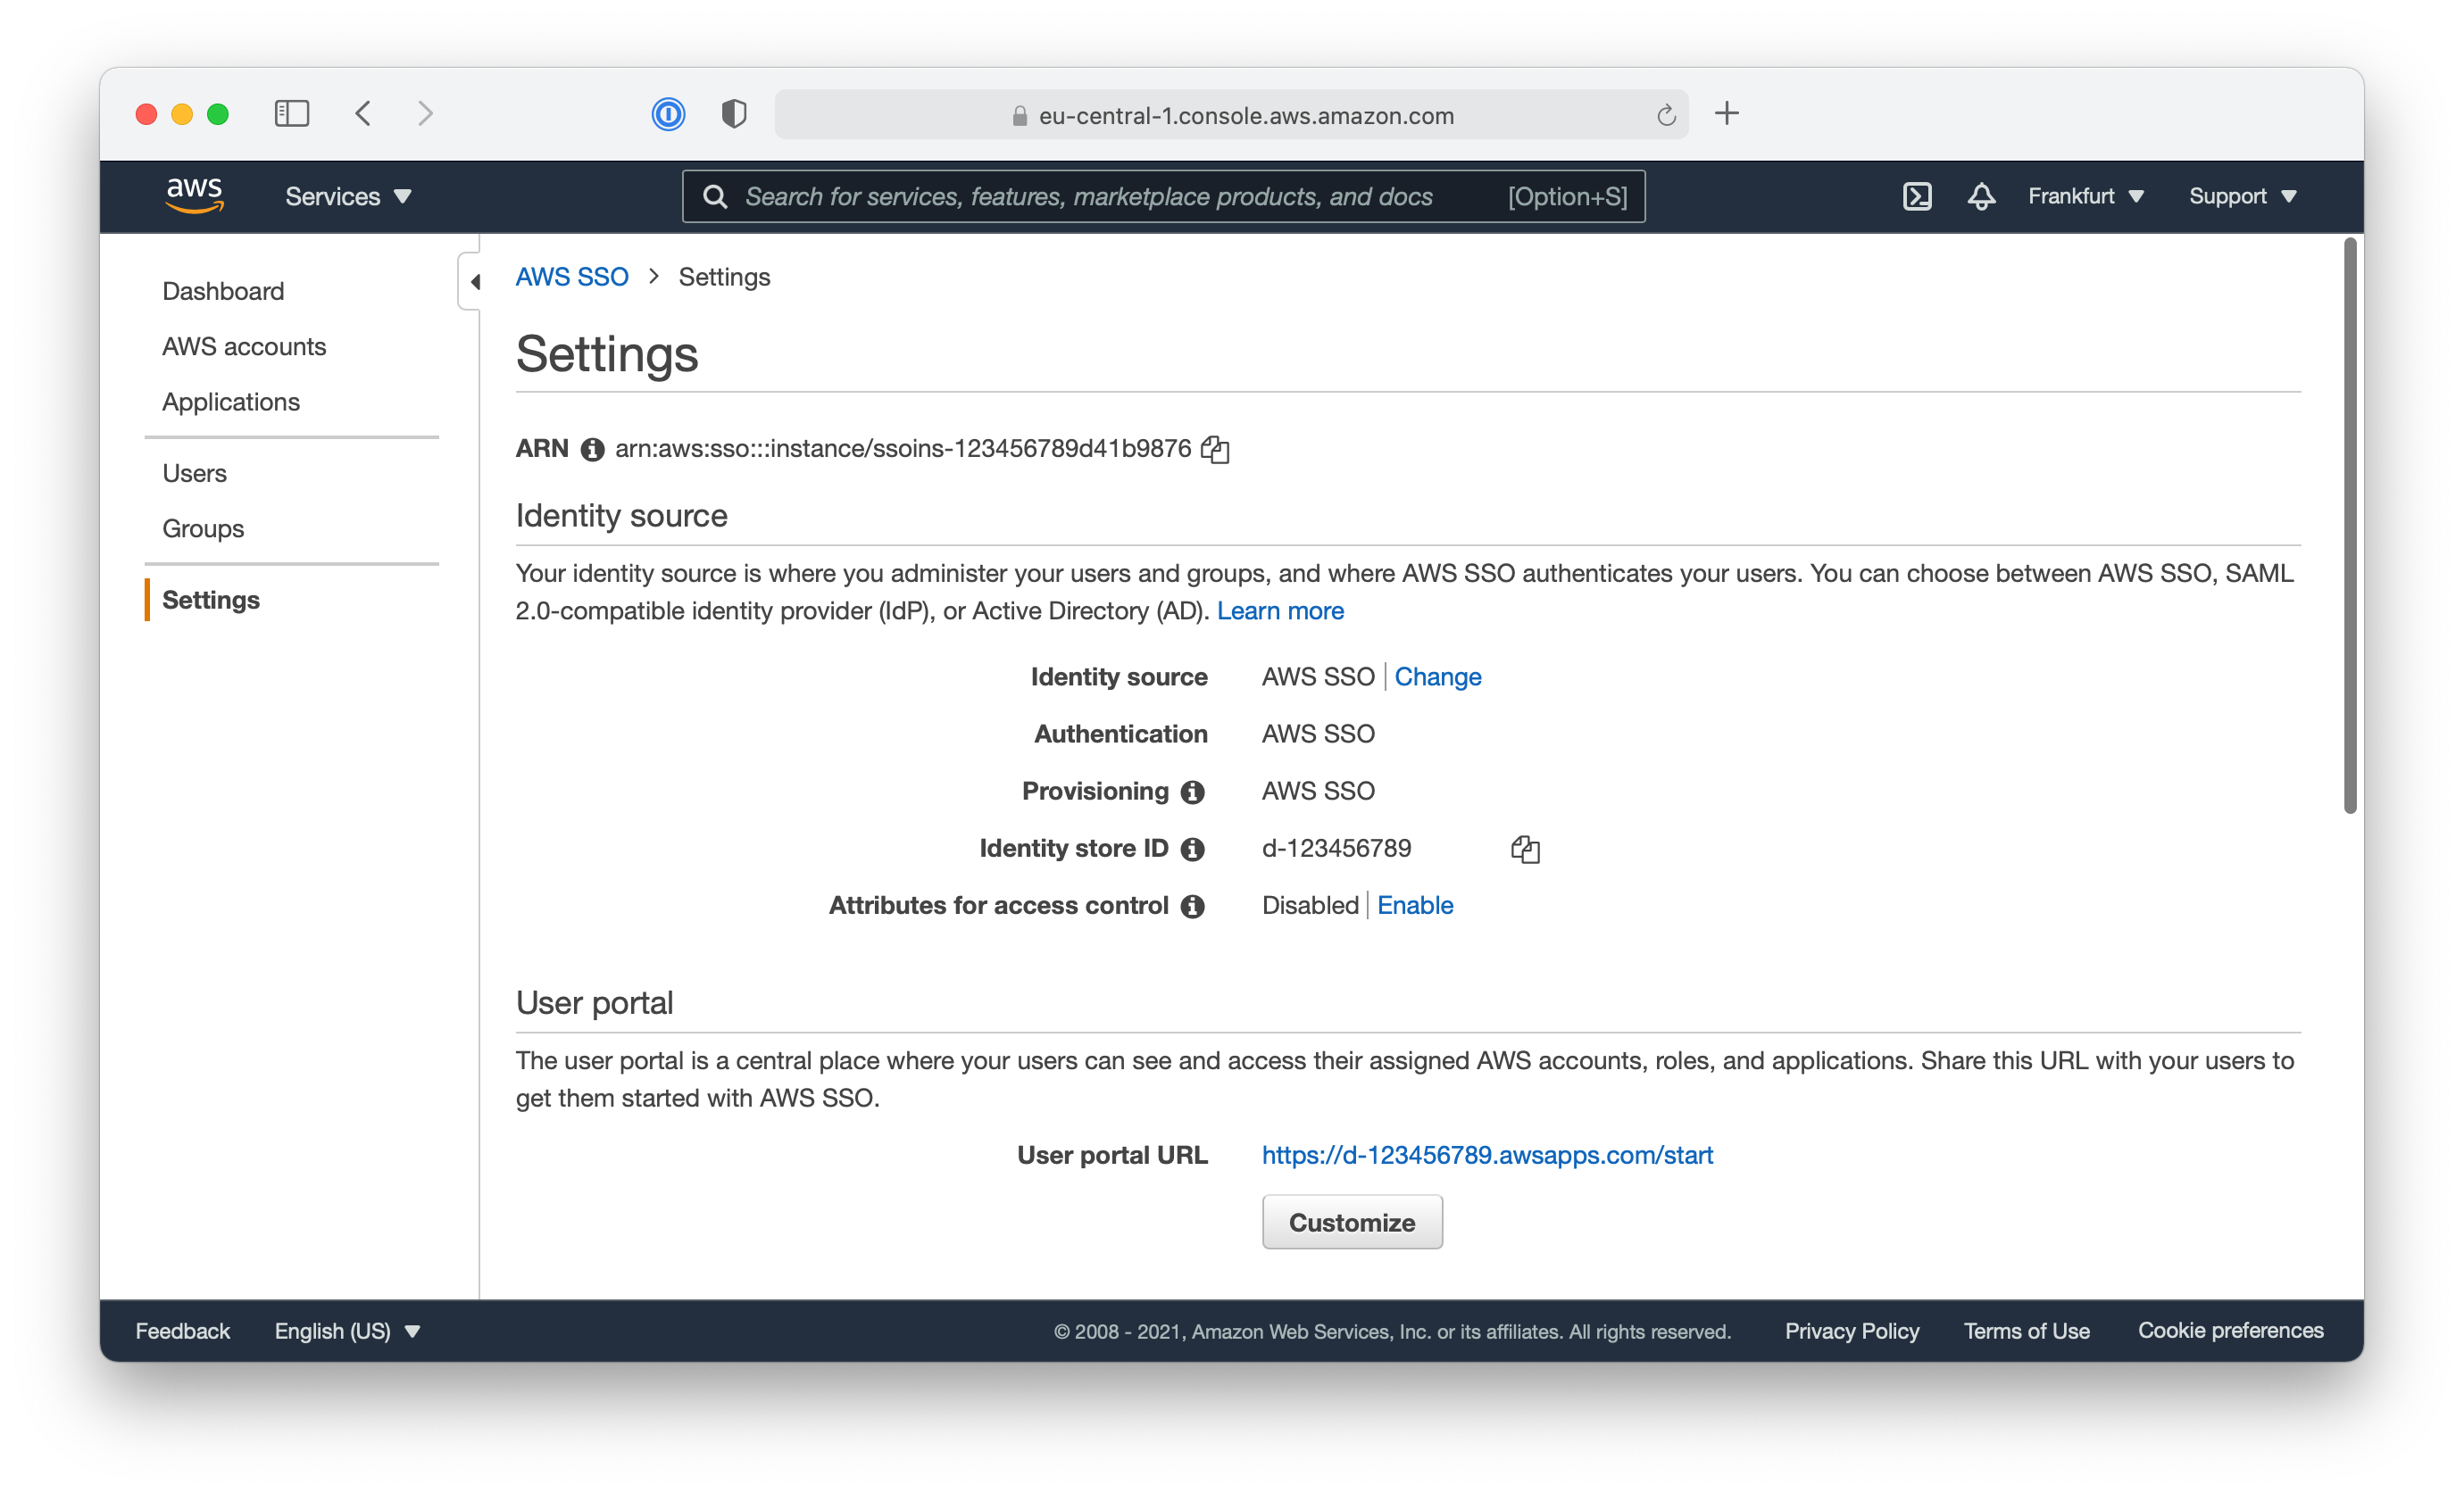 eu-central-1.console.aws.amazon.com
aws
Services
Search for services, features, marketplace products, and docs
[Option+S]
Frankfurt
Support
Dashboard
AWS accounts
Applications
Users
Groups
Settings
AWS SSO > Settings
Settings
ARN arn:aws:sso:::instance/ssoins-123456789d41b9876
Identity source
Your identity source is where you administer your users and groups, and where AWS SSO authenticates your users. You can choose between AWS SSO, SAML
2.0-compatible identity provider (IdP), or Active Directory (AD). Learn more
Identity source AWS SSO | Change
Authentication AWS SSO
Provisioning AWS SSO
Identity store ID d-123456789
Attributes for access control Disabled | Enable
User portal
The user portal is a central place where your users can see and access their assigned AWS accounts, roles, and applications. Share this URL with your users to
get them started with AWS SSO.
User portal URL https://d-123456789.awsapps.com/start
Customize
Feedback
English (US)
© 2008 - 2021, Amazon Web Services, Inc. or its affiliates. All rights reserved.
Privacy Policy
Terms of Use
Cookie preferences